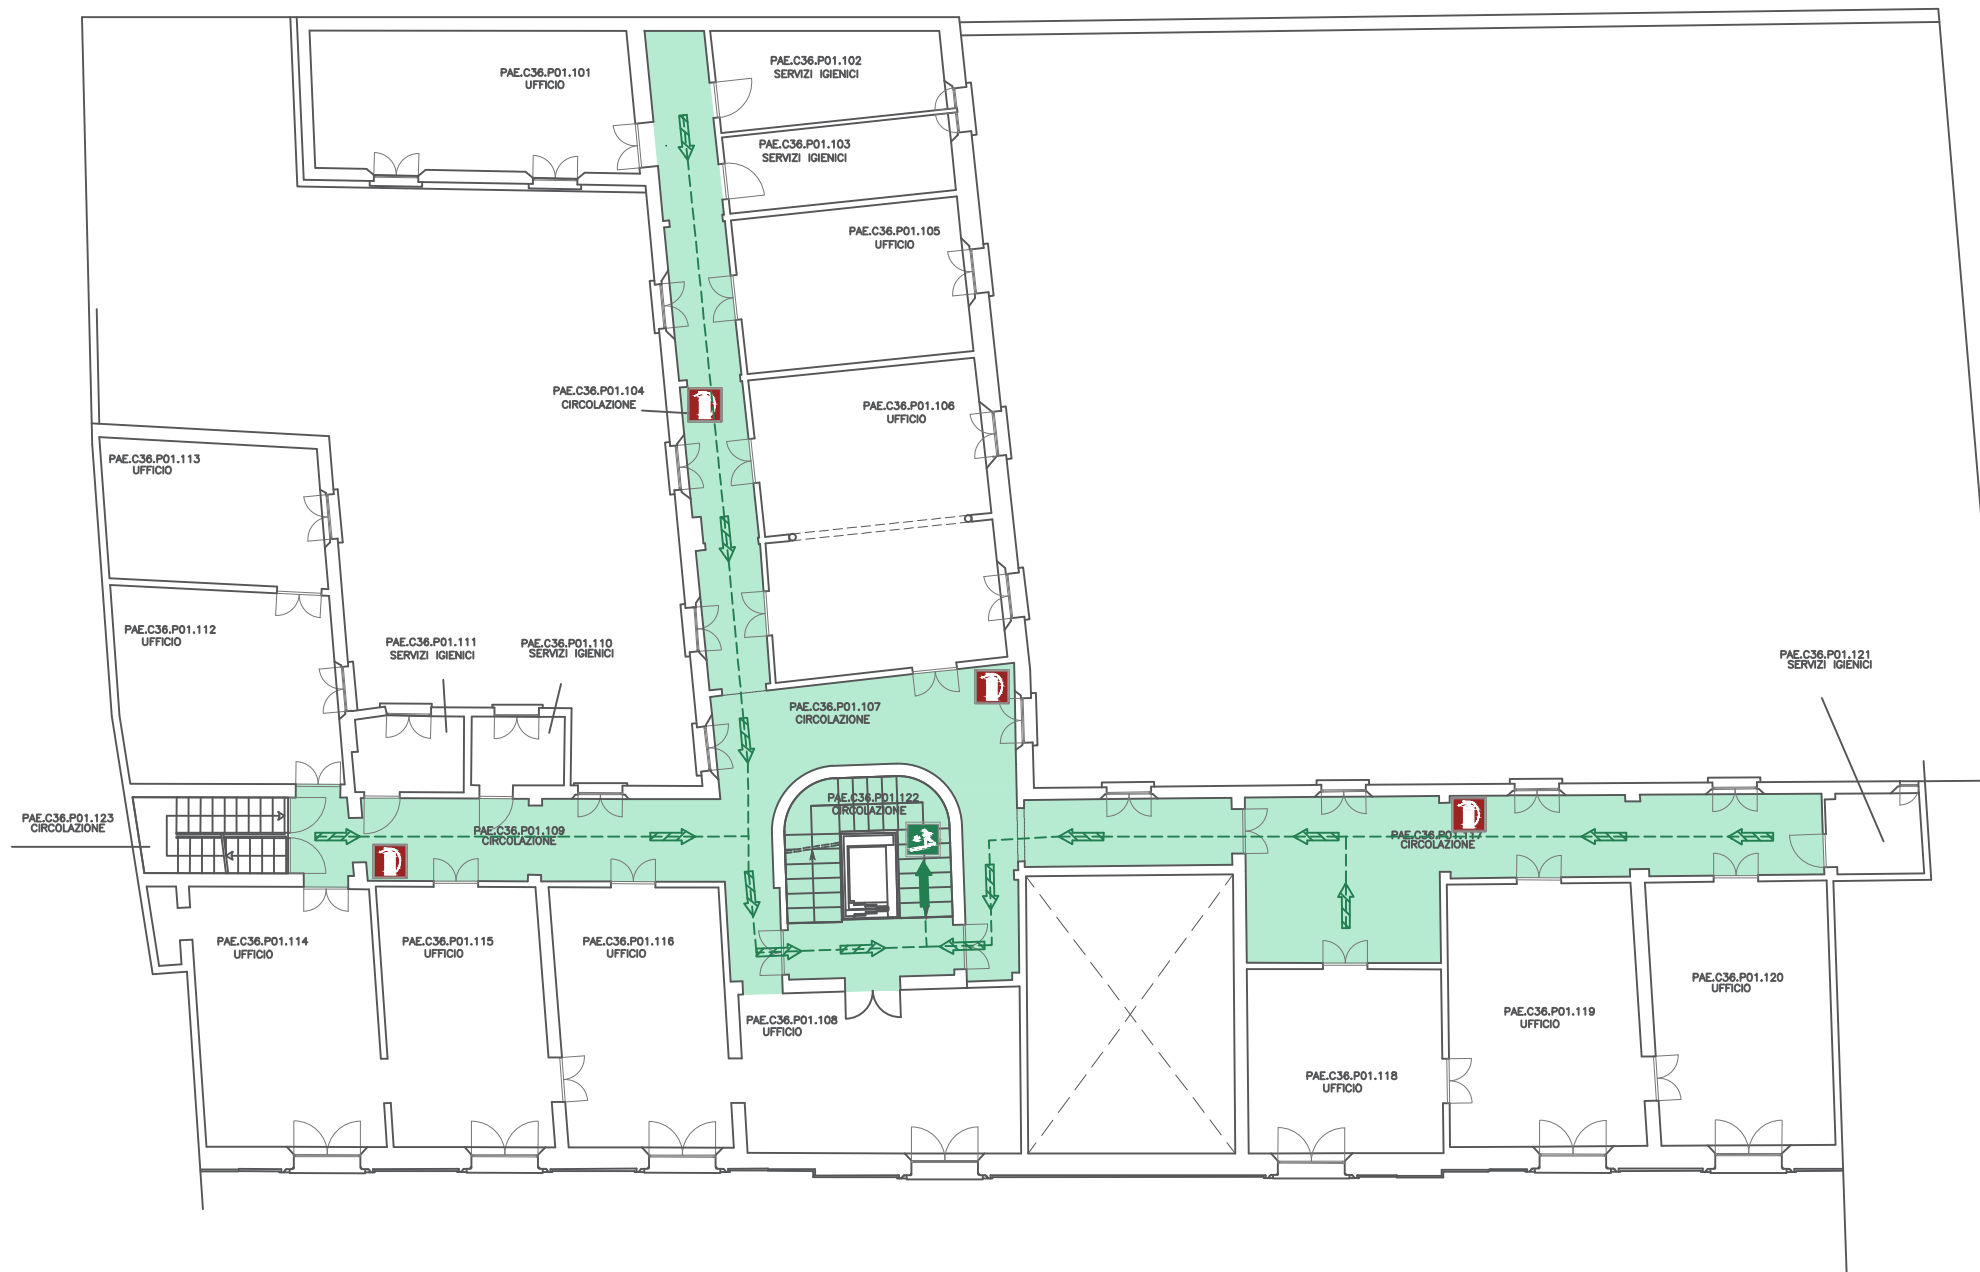 PAE.C36.P01.101
UFFICIO
PAE.C36.P01.102
SERVIZI IGIENICI
PAE.C36.P01.103
SERVIZI IGIENICI
PAE.C36.P01.105
UFFICIO
PAE.C36.P01.104
CIRCOLAZIONE
PAE.C36.P01.106
UFFICIO
PAE.C36.P01.113
UFFICIO
PAE.C36.P01.112
UFFICIO
PAE.C36.P01.111
SERVIZI IGIENICI
PAE.C36.P01.110
SERVIZI IGIENICI
PAE.C36.P01.121
SERVIZI IGIENICI
PAE.C36.P01.107
CIRCOLAZIONE
PAE.C36.P01.122
CIRCOLAZIONE
PAE.C36.P01.123
CIRCOLAZIONE
PAE.C36.P01.109
CIRCOLAZIONE
PAE.C36.P01.117
CIRCOLAZIONE
PAE.C36.P01.114
UFFICIO
PAE.C36.P01.115
UFFICIO
PAE.C36.P01.116
UFFICIO
PAE.C36.P01.120
UFFICIO
PAE.C36.P01.108
UFFICIO
PAE.C36.P01.119
UFFICIO
PAE.C36.P01.118
UFFICIO